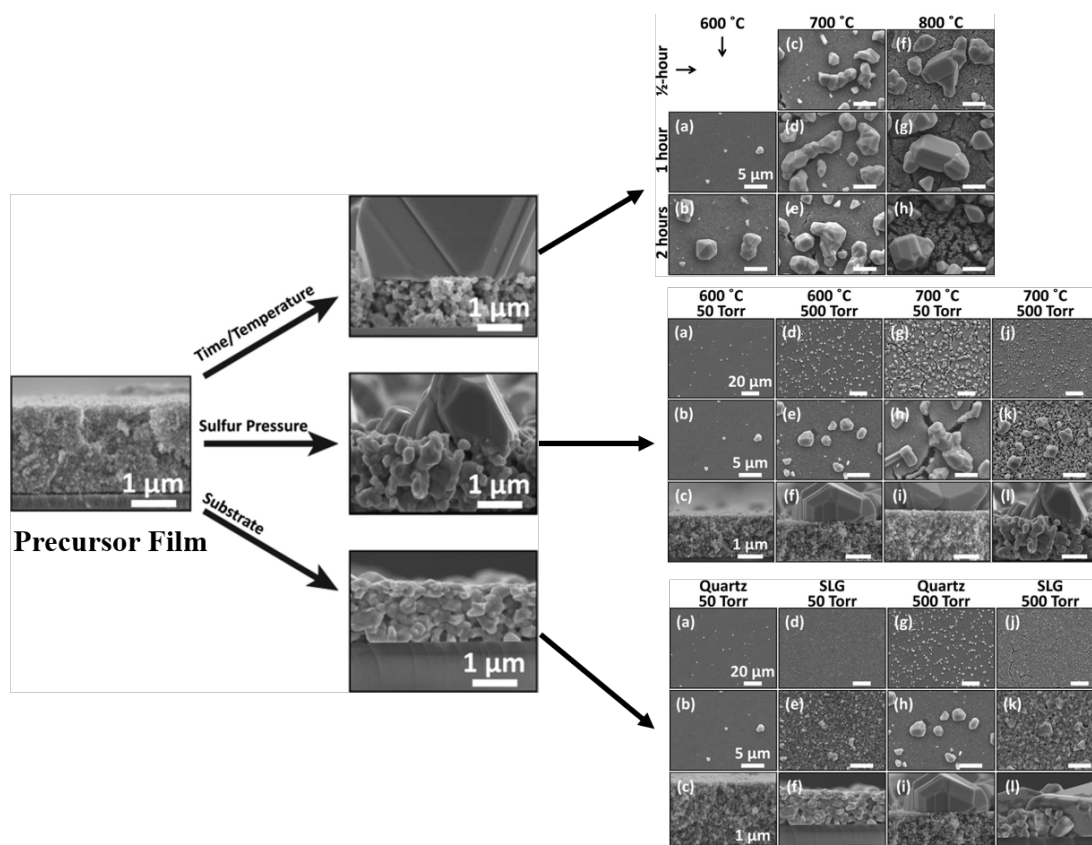 600 ˚C 700 ˚C 800 ˚C
½-hour (c) (f)
1 hour (a) 5 µm (d) (g)
2 hours (b) (e) (h)
Time/Temperature
1 µm
Sulfur Pressure
1 µm
1 µm
Precursor Film
Substrate
1 µm
600 ˚C 600 ˚C 700 ˚C 700 ˚C
50 Torr 500 Torr 50 Torr 500 Torr
(a) 20 µm (d) (g) (j)
(b) 5 µm (e) (h) (k)
(c) 1 µm (f) (i) (l)
Quartz SLG Quartz SLG
50 Torr 50 Torr 500 Torr 500 Torr
(a) 20 µm (d) (g) (j)
(b) 5 µm (e) (h) (k)
(c) 1 µm (f) (i) (l)